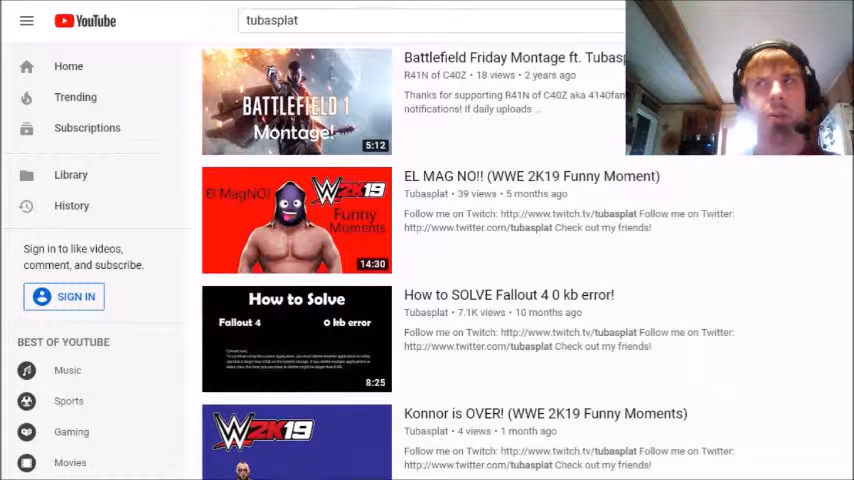 YouTube
tubasplat
Home
Trending
Subscriptions
Library
History
Sign in to like videos,
comment, and subscribe.
SIGN IN
BEST OF YOUTUBE
Music
Sports
Gaming
Movies
BATTLEFIELD 1
Montage!
5:12
Battlefield Friday Montage ft. Tubasp
R41N of C40Z • 18 views • 2 years ago
Thanks for supporting R41N of C40Z aka 4140fan
notifications! If daily uploads ...
El MagNO!
W 2K19
Funny
Moments
14:30
EL MAG NO!! (WWE 2K19 Funny Moment)
Tubasplat • 39 views • 5 months ago
Follow me on Twitch: http://www.twitch.tv/tubasplat Follow me on Twitter:
http://www.twitter.com/tubasplat Check out my friends!
How to Solve
Fallout 4 0 kb error
8:25
How to SOLVE Fallout 4 0 kb error!
Tubasplat • 7.1K views • 10 months ago
Follow me on Twitch: http://www.twitch.tv/tubasplat Follow me on Twitter:
http://www.twitter.com/tubasplat Check out my friends!
W 2K19
Konnor is OVER! (WWE 2K19 Funny Moments)
Tubasplat • 4 views • 1 month ago
Follow me on Twitch: http://www.twitch.tv/tubasplat Follow me on Twitter:
http://www.twitter.com/tubasplat Check out my friends!